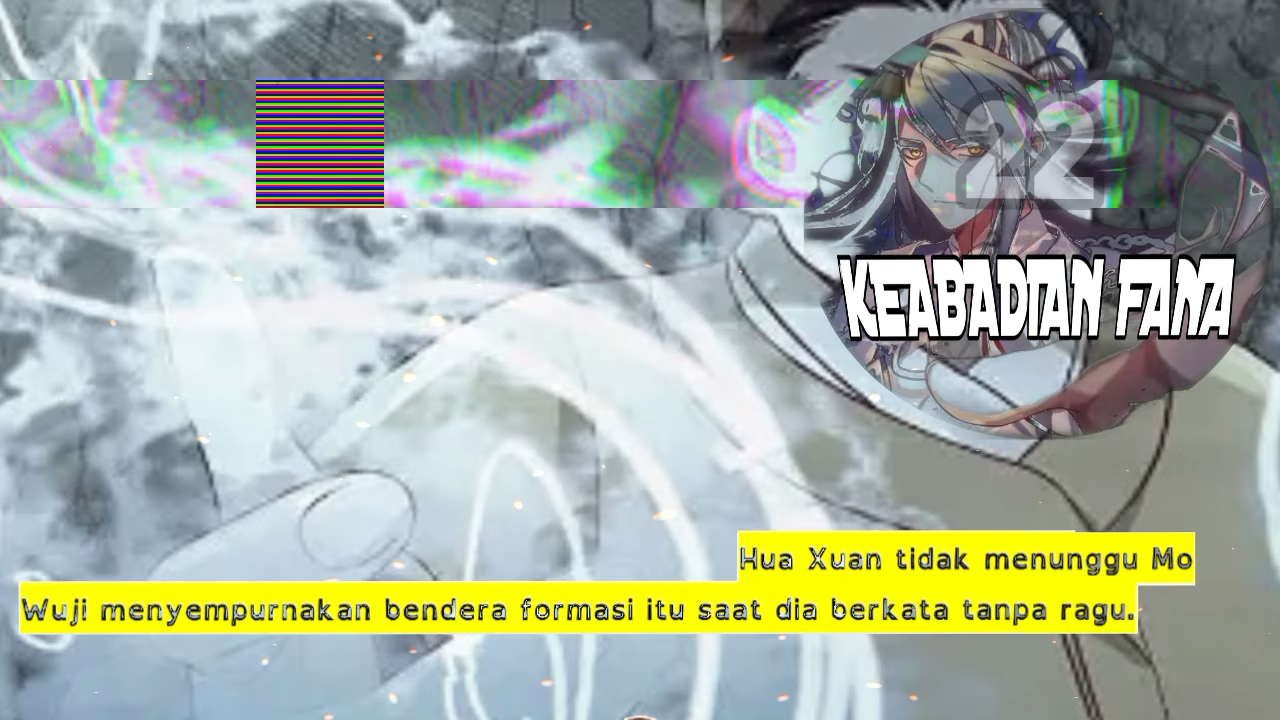 22
KEABADIAN FANA
Hua Xuan tidak menunggu Mo
Wuji menyempurnakan bendera formasi itu saat dia berkata tanpa ragu.